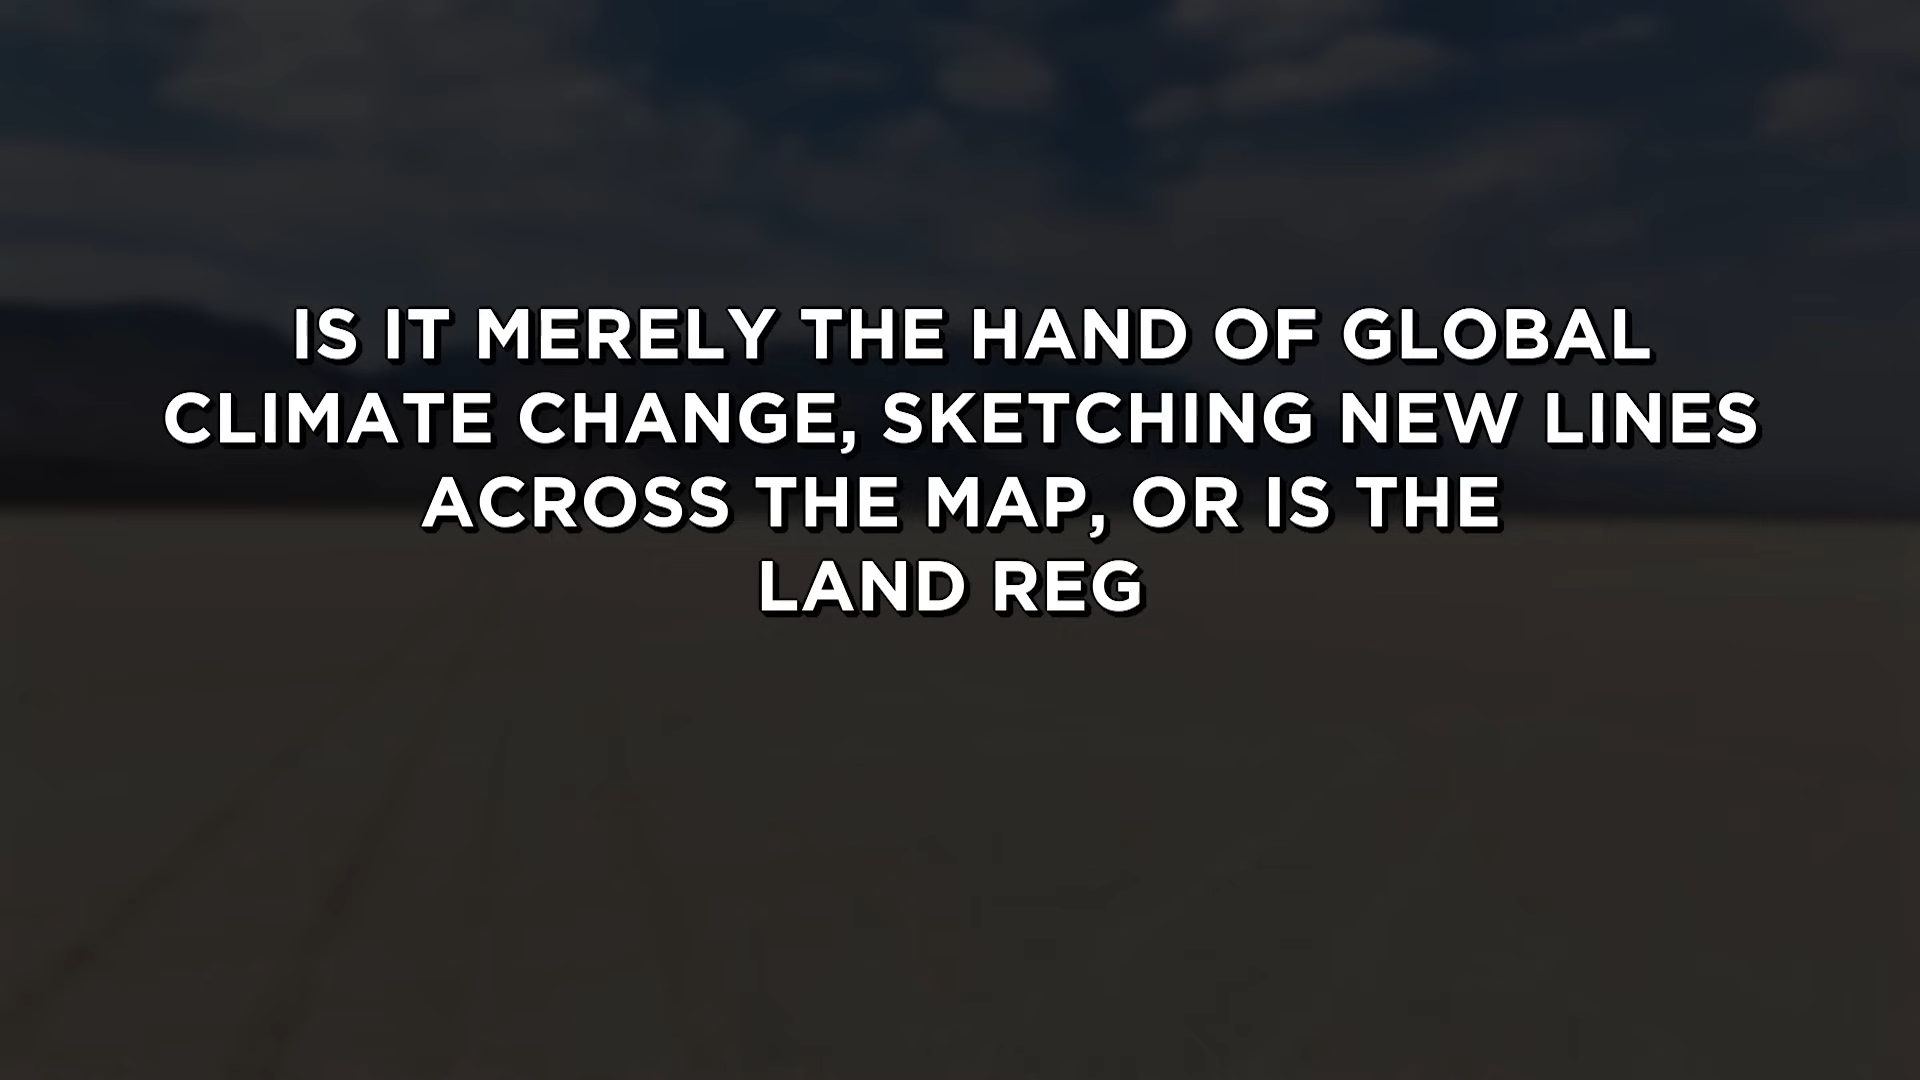 IS IT MERELY THE HAND OF GLOBAL
CLIMATE CHANGE, SKETCHING NEW LINES
ACROSS THE MAP, OR IS THE
LAND REG